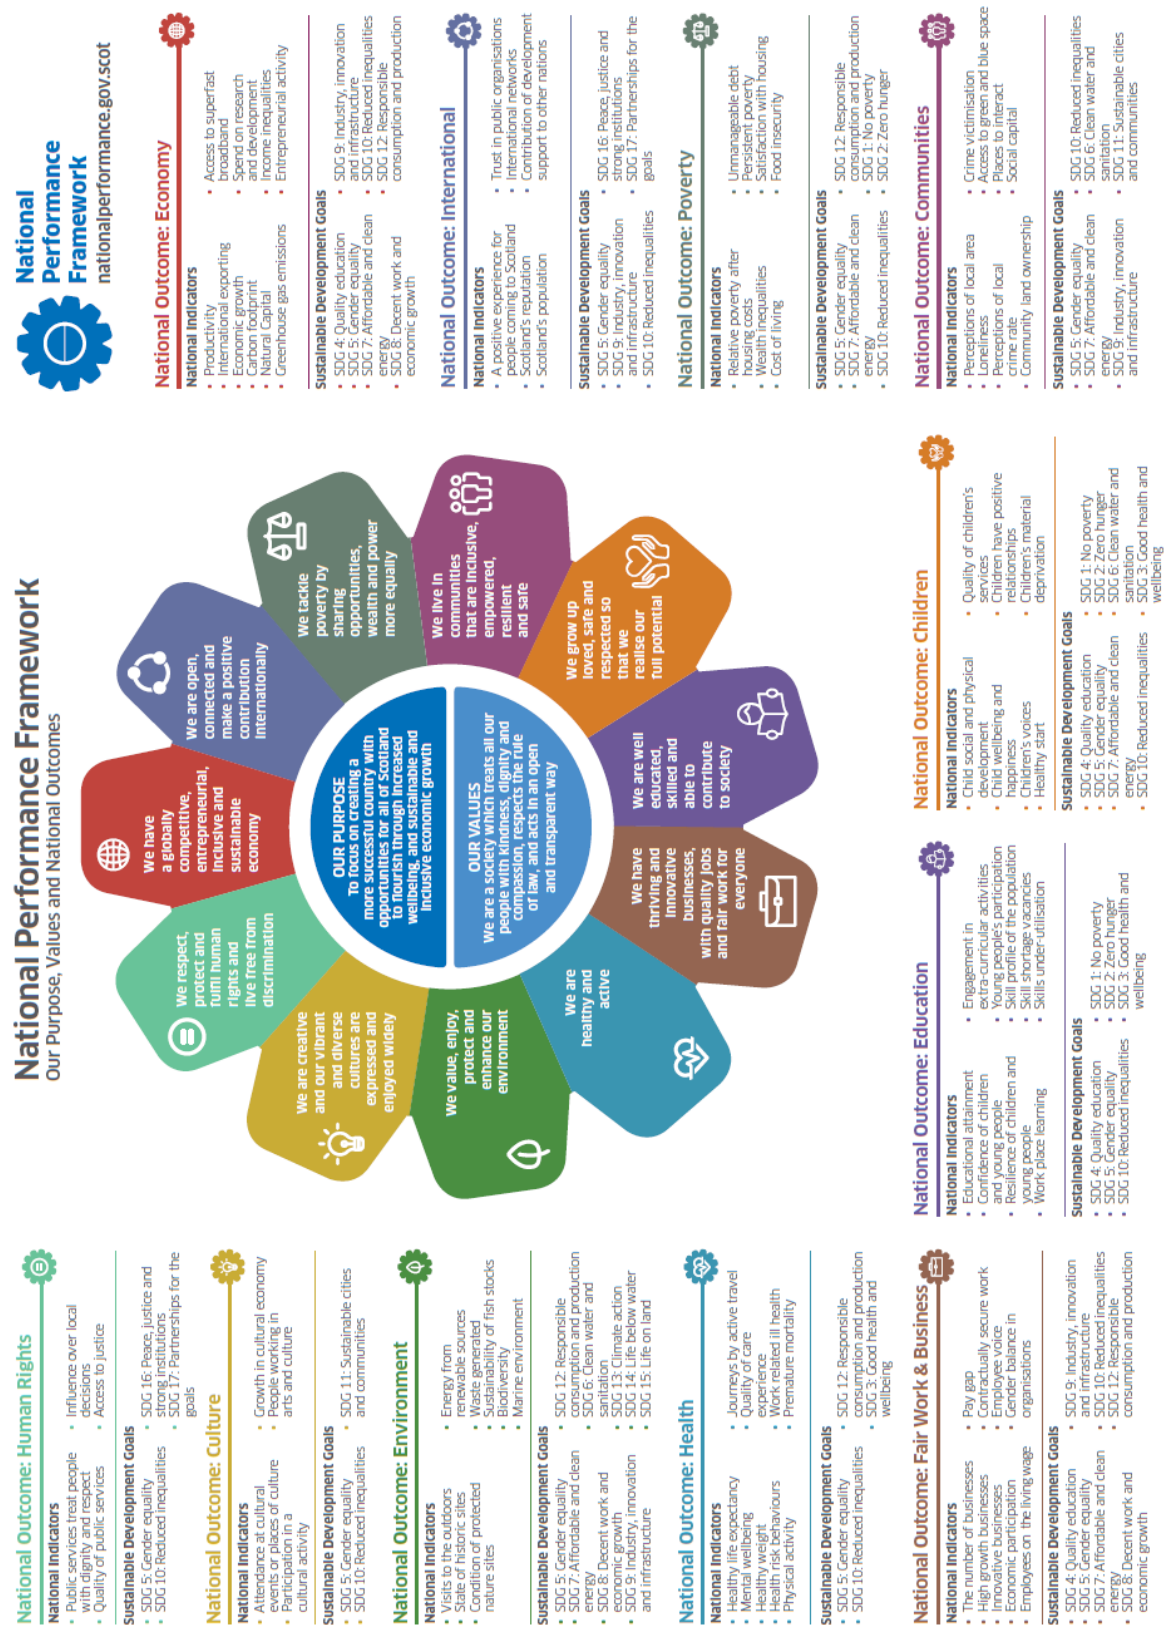 National Performance Framework
Our Purpose, Values and National Outcomes
National
Performance
Framework
nationalperformance.gov.scot
National Outcome: Human Rights
National Indicators
• Public services treat people
with dignity and respect
• Quality of public services
• Influence over local
decisions
• Access to justice
Sustainable Development Goals
• SDG 5: Gender equality
• SDG 10: Reduced inequalities
• SDG 16: Peace, justice and
strong institutions
• SDG 17: Partnerships for the
goals
National Outcome: Culture
National Indicators
• Attendance at cultural
events or places of culture
• Participation in a
cultural activity
• Growth in cultural economy
• People working in
arts and culture
Sustainable Development Goals
• SDG 5: Gender equality
• SDG 10: Reduced inequalities
• SDG 11: Sustainable cities
and communities
National Outcome: Environment
National Indicators
• Visits to the outdoors
• State of historic sites
• Condition of protected
nature sites
• Energy from
renewable sources
• Waste generated
• Sustainability of fish stocks
• Biodiversity
• Marine environment
Sustainable Development Goals
• SDG 5: Gender equality
• SDG 7: Affordable and clean
energy
• SDG 8: Decent work and
economic growth
• SDG 9: Industry, innovation
and infrastructure
• SDG 12: Responsible
consumption and production
• SDG 6: Clean water and
sanitation
• SDG 13: Climate action
• SDG 14: Life below water
• SDG 15: Life on land
National Outcome: Health
National Indicators
• Healthy life expectancy
• Mental wellbeing
• Healthy weight
• Health risk behaviours
• Physical activity
• Journeys by active travel
• Quality of care
experience
• Work related ill health
• Premature mortality
Sustainable Development Goals
• SDG 5: Gender equality
• SDG 10: Reduced inequalities
• SDG 12: Responsible
consumption and production
• SDG 3: Good health and
wellbeing
National Outcome: Fair Work & Business
National Indicators
• The number of businesses
• High growth businesses
• Innovative businesses
• Economic participation
• Employees on the living wage
• Pay gap
• Contractually secure work
• Employee voice
• Gender balance in
organisations
Sustainable Development Goals
• SDG 4: Quality education
• SDG 5: Gender equality
• SDG 7: Affordable and clean
energy
• SDG 8: Decent work and
economic growth
• SDG 9: Industry, innovation
and infrastructure
• SDG 10: Reduced inequalities
• SDG 12: Responsible
consumption and production
We respect,
protect and
fulfil human
rights and
live free from
discrimination
We have
a globally
competitive,
entrepreneurial,
inclusive and
sustainable
economy
We are open,
connected and
make a positive
contribution
internationally
We are creative
and our vibrant
and diverse
cultures are
expressed and
enjoyed widely
We tackle
poverty by
sharing
opportunities,
wealth and power
more equally
OUR PURPOSE
To focus on creating a
more successful country with
opportunities for all of Scotland
to flourish through increased
wellbeing, and sustainable and
inclusive economic growth
OUR VALUES
We are a society which treats all our
people with kindness, dignity and
compassion, respects the rule
of law, and acts in an open
and transparent way
We value, enjoy,
protect and
enhance our
environment
We live in
communities
that are inclusive,
empowered,
resilient
and safe
We are
healthy and
active
We grow up
loved, safe and
respected so
that we
realise our
full potential
We have
thriving and
innovative
businesses,
with quality jobs
and fair work for
everyone
We are well
educated,
skilled and
able to
contribute
to society
National Outcome: Education
National Indicators
• Educational attainment
• Confidence of children
and young people
• Resilience of children and
young people
• Work place learning
• Engagement in
extra-curricular activities
• Young people's participation
• Skill profile of the population
• Skill shortage vacancies
• Skills under-utilisation
Sustainable Development Goals
• SDG 4: Quality education
• SDG 5: Gender equality
• SDG 10: Reduced inequalities
• SDG 1: No poverty
• SDG 2: Zero hunger
• SDG 3: Good health and
wellbeing
National Outcome: Children
National Indicators
• Child social and physical
development
• Child wellbeing and
happiness
• Children's voices
• Healthy start
• Quality of children's
services
• Children have positive
relationships
• Children's material
deprivation
Sustainable Development Goals
• SDG 4: Quality education
• SDG 5: Gender equality
• SDG 7: Affordable and clean
energy
• SDG 10: Reduced inequalities
• SDG 1: No poverty
• SDG 2: Zero hunger
• SDG 6: Clean water and
sanitation
• SDG 3: Good health and
wellbeing
National Outcome: Economy
National Indicators
• Productivity
• International exporting
• Economic growth
• Carbon footprint
• Natural Capital
• Greenhouse gas emissions
• Access to superfast
broadband
• Spend on research
and development
• Income inequalities
• Entrepreneurial activity
Sustainable Development Goals
• SDG 4: Quality education
• SDG 5: Gender equality
• SDG 7: Affordable and clean
energy
• SDG 8: Decent work and
economic growth
• SDG 9: Industry, innovation
and infrastructure
• SDG 10: Reduced inequalities
• SDG 12: Responsible
consumption and production
National Outcome: International
National Indicators
• A positive experience for
people coming to Scotland
• Scotland's reputation
• Scotland's population
• Trust in public organisations
• International networks
• Contribution of development
support to other nations
Sustainable Development Goals
• SDG 5: Gender equality
• SDG 9: Industry, innovation
and infrastructure
• SDG 10: Reduced inequalities
• SDG 16: Peace, justice and
strong institutions
• SDG 17: Partnerships for the
goals
National Outcome: Poverty
National Indicators
• Relative poverty after
housing costs
• Wealth inequalities
• Cost of living
• Unmanageable debt
• Persistent poverty
• Satisfaction with housing
• Food insecurity
Sustainable Development Goals
• SDG 5: Gender equality
• SDG 7: Affordable and clean
energy
• SDG 10: Reduced inequalities
• SDG 12: Responsible
consumption and production
• SDG 1: No poverty
• SDG 2: Zero hunger
National Outcome: Communities
National Indicators
• Perceptions of local area
• Loneliness
• Perceptions of local
crime rate
• Community land ownership
• Crime victimisation
• Access to green and blue space
• Places to interact
• Social capital
Sustainable Development Goals
• SDG 5: Gender equality
• SDG 7: Affordable and clean
energy
• SDG 9: Industry, innovation
and infrastructure
• SDG 10: Reduced inequalities
• SDG 6: Clean water and
sanitation
• SDG 11: Sustainable cities
and communities